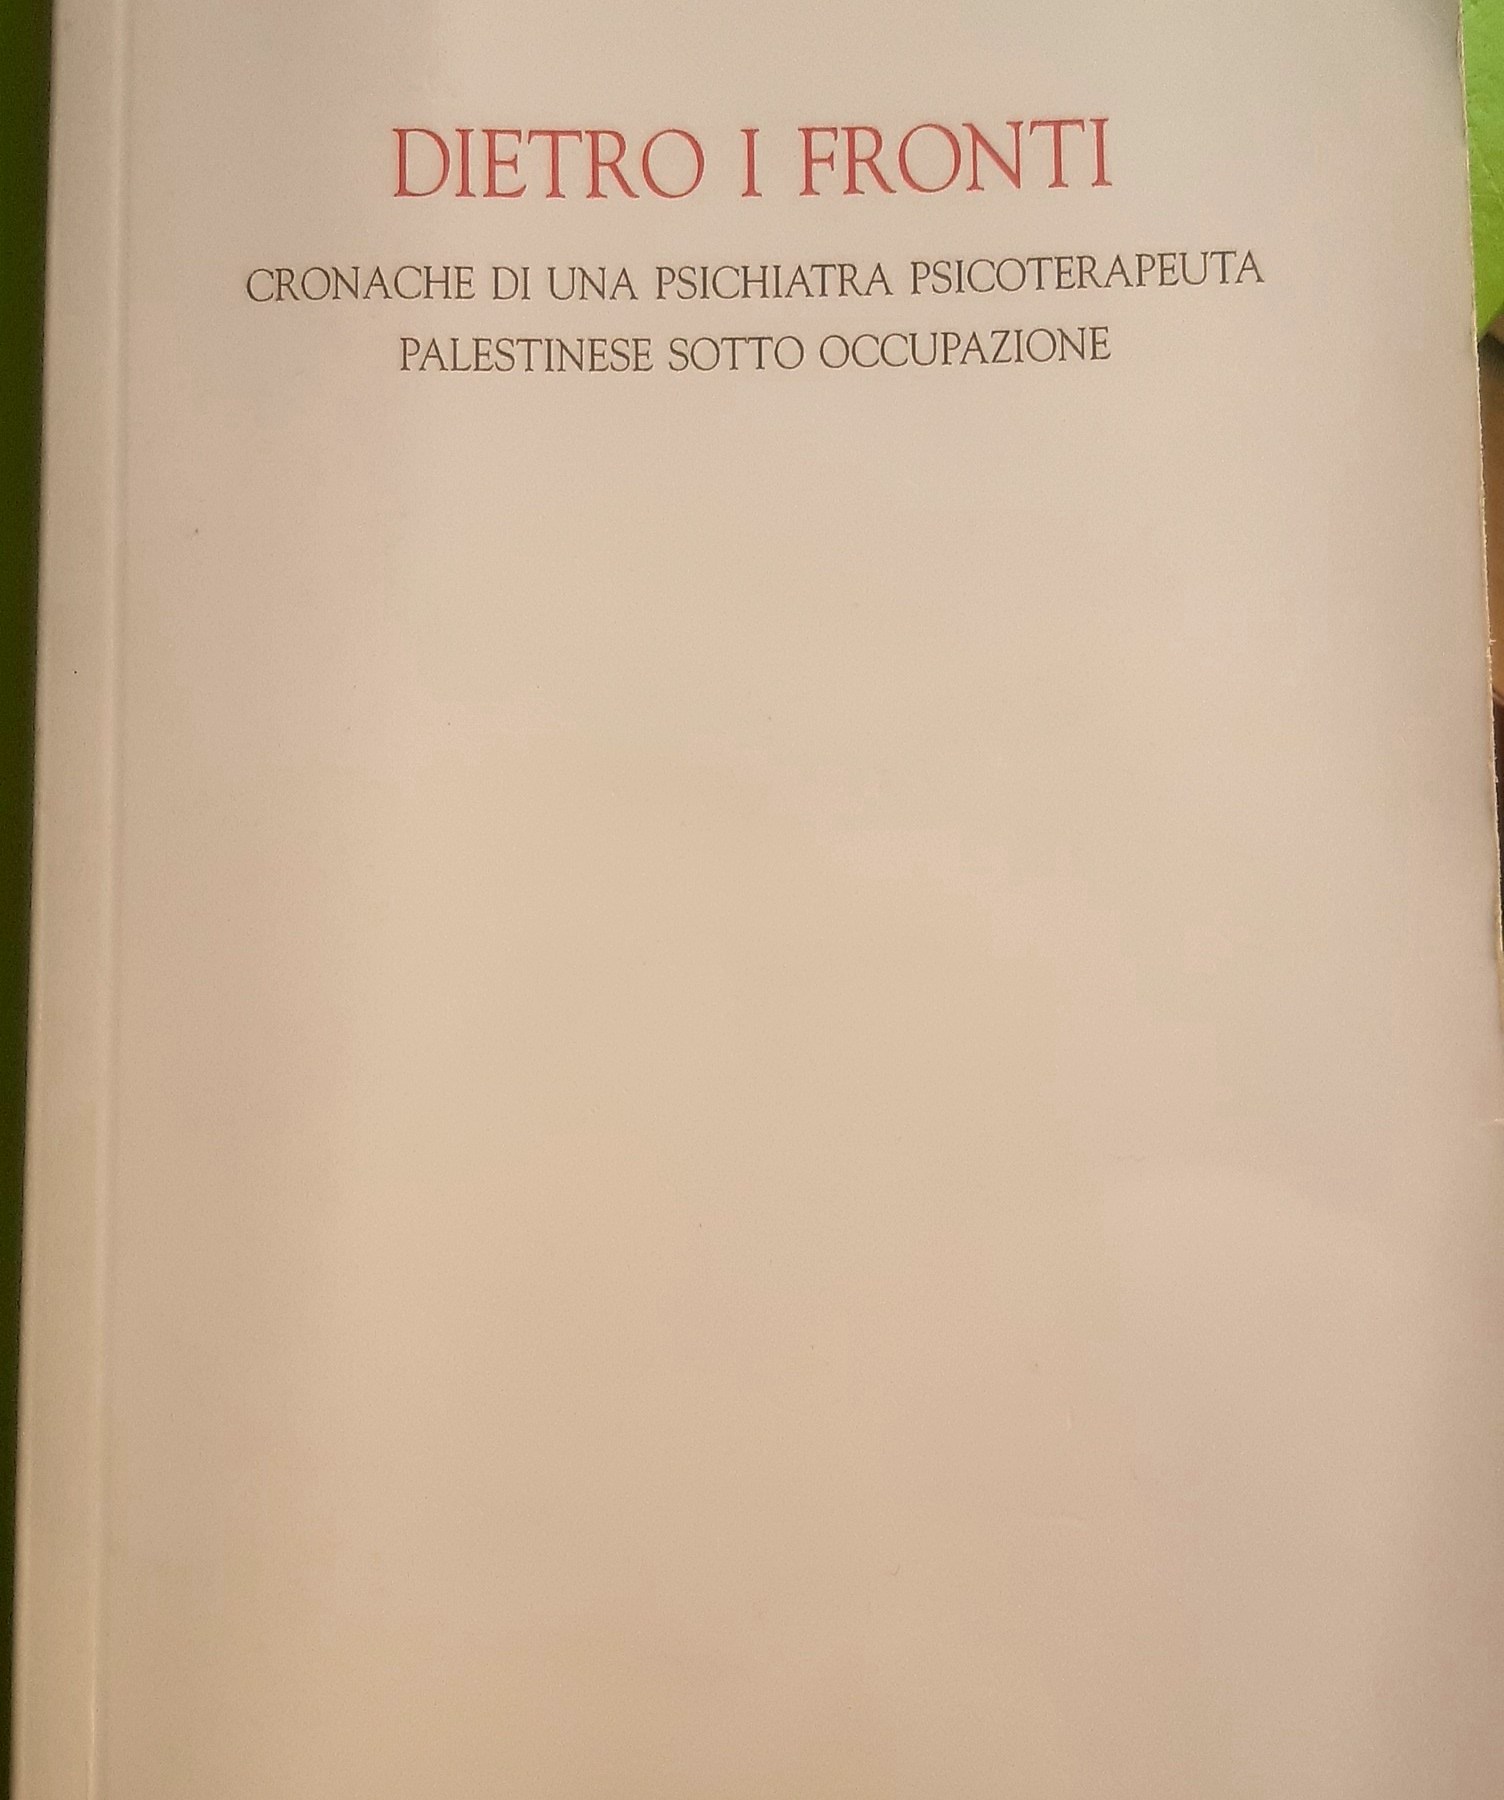 DIETRO I FRONTI
CRONACHE DI UNA PSICHIATRA PSICOTERAPEUTA
PALESTINESE SOTTO OCCUPAZIONE